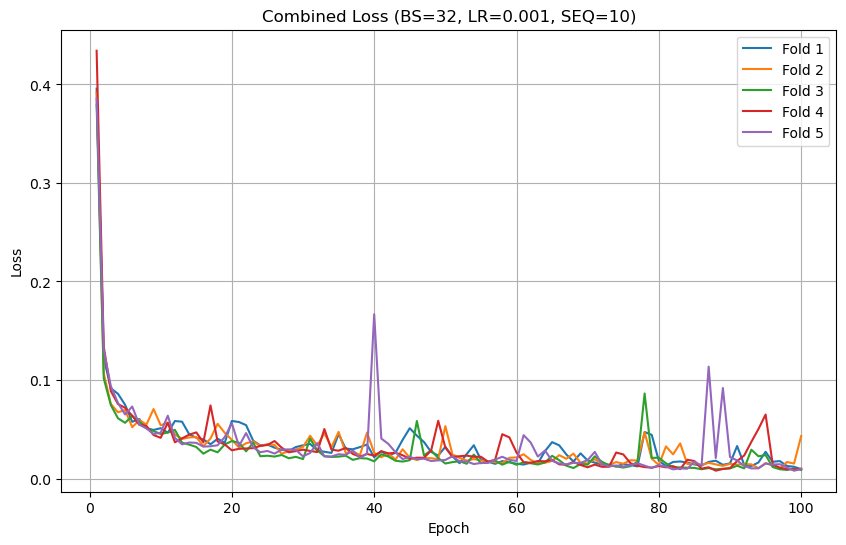 Combined Loss (BS=32, LR=0.001, SEQ=10)
Fold 1
Fold 2
Fold 3
Fold 4
Fold 5
Loss
0.4
0.3
0.2
0.1
0.0
0 20 40 60 80 100
Epoch